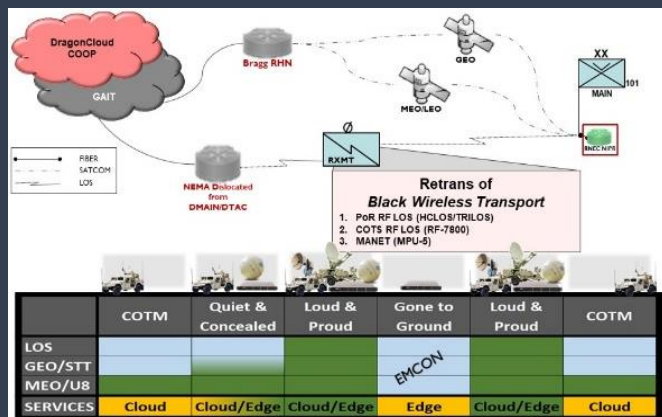 DragonCloud
COOP
GAIT
Bragg RHN
GEO
MEO/LEO
XX
MAIN
101
BNCC NIPR
FIBER
SATCOM
LOS
NEMA Dislocated
from
DMAIN/DTAC
Ø
RXMT
Retrans of
Black Wireless Transport
1. PoR RF LOS (HCLOS/TRILOS)
2. COTS RF LOS (RF-7800)
3. MANET (MPU-5)
COTM
Quiet &
Concealed
Loud &
Proud
Gone to
Ground
Loud &
Proud
COTM
LOS
GEO/STT
MEO/U8
EMCON
SERVICES Cloud Cloud/Edge Cloud/Edge Edge Cloud/Edge Cloud